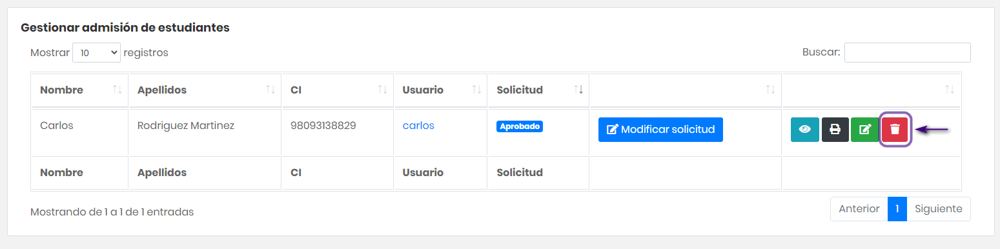 Gestionar admisión de estudiantes
Mostrar 10 registros Buscar:
Nombre Apellidos CI Usuario Solicitud
Carlos Rodriguez Martinez 98093138829 carlos Aprobado Modificar solicitud
Nombre Apellidos CI Usuario Solicitud
Mostrando de 1 a 1 de 1 entradas
Anterior 1 Siguiente